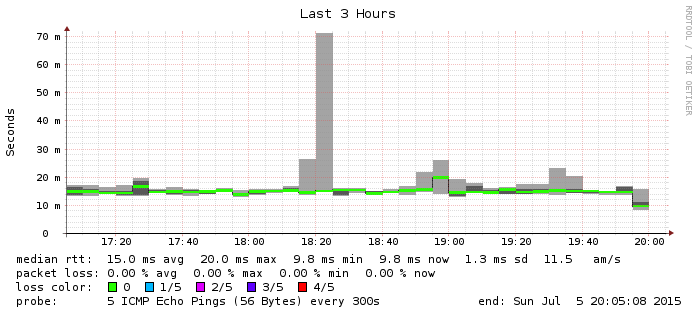 Last 3 Hours
RRDTOOL / TOBI OETIKER
Seconds
70 m
60 m
50 m
40 m
30 m
20 m
10 m
0
17:20 17:40 18:00 18:20 18:40 19:00 19:20 19:40 20:00
median rtt: 15.0 ms avg 20.0 ms max 9.8 ms min 9.8 ms now 1.3 ms sd 11.5 am/s
packet loss: 0.00 % avg 0.00 % max 0.00 % min 0.00 % now
loss color: 0 1/5 2/5 3/5 4/5
probe: 5 ICMP Echo Pings (56 Bytes) every 300s end: Sun Jul 5 20:05:08 2015